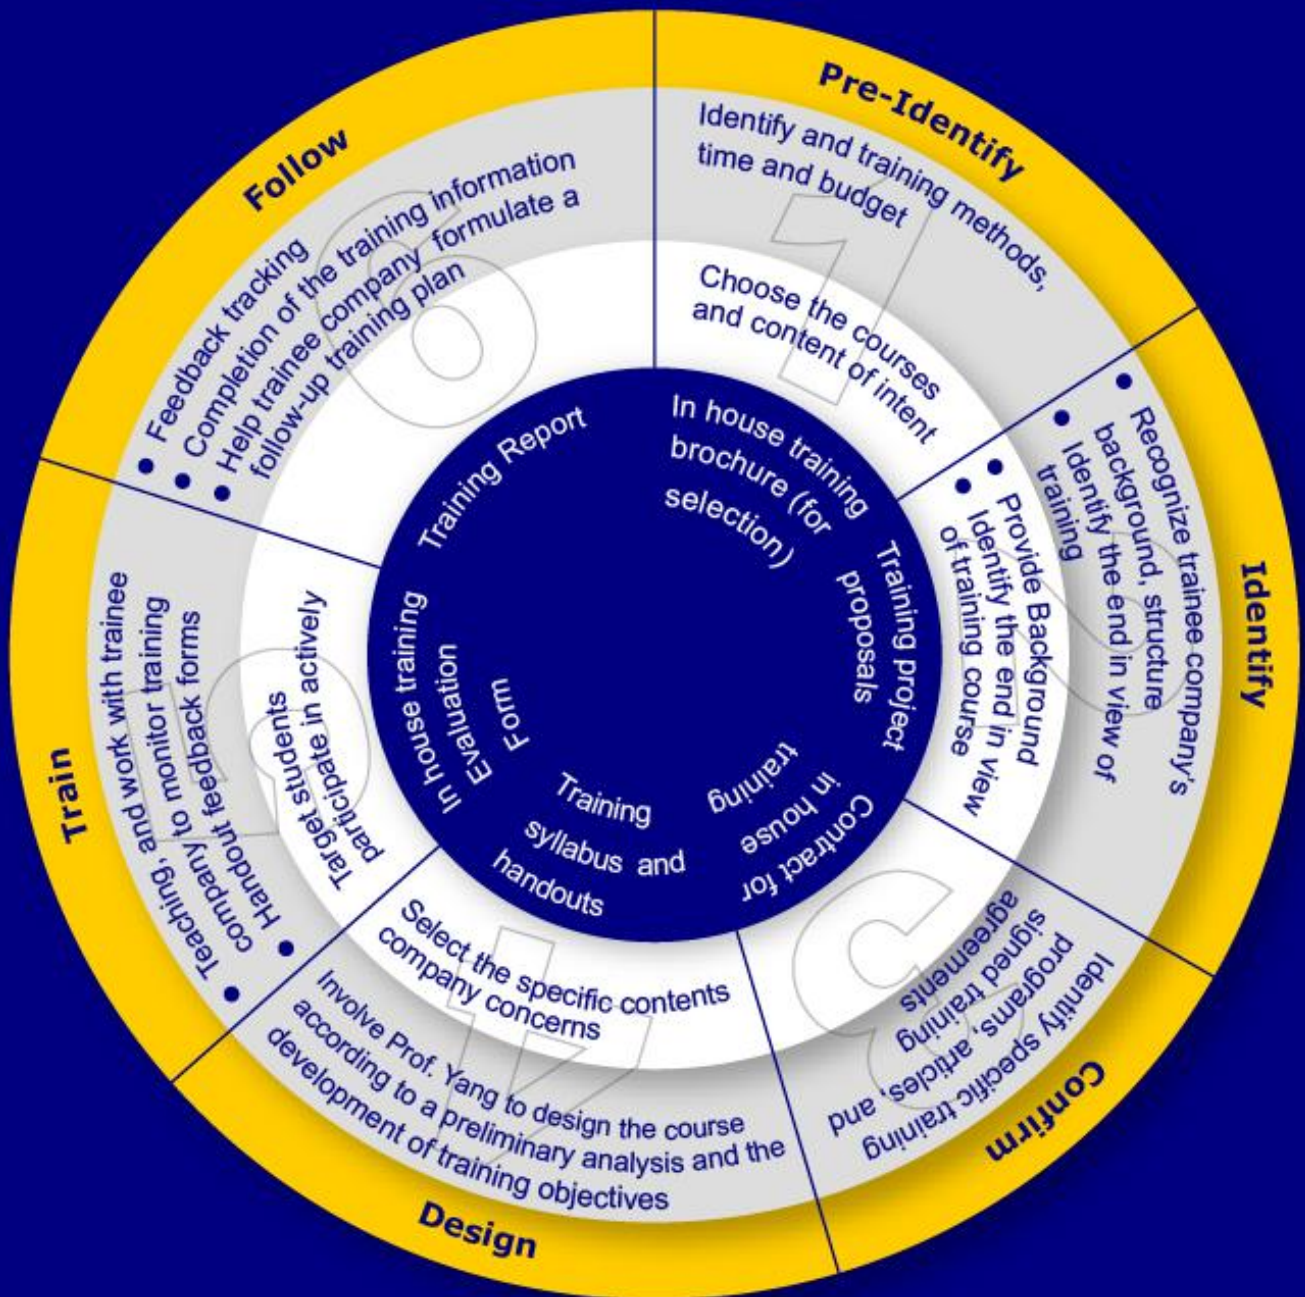 Pre-Identify
1
Identify and training methods,
time and budget
Choose the courses
and content of intent
In house training
brochure (for
selection)
Identify
2
• Recognize trainee company's
background, structure
• Identify the end in view of
training
• Provide Background
• Identify the end in view
of training course
Training project
proposals
Confirm
3
Identify specific training
programs, articles, and
signed training
agreements
Contract for
in house
training
Design
4
Select the specific contents
company concerns
Involve Prof. Yang to design the course
according to a preliminary analysis and the
development of training objectives
Training
syllabus and
handouts
Train
5
• Teaching, and work with trainee
company to monitor training
• Handout feedback forms
Target students
participate in actively
In house training
Evaluation
Form
Follow
6
• Feedback tracking
• Completion of the training information
• Help trainee company formulate a
follow-up training plan
Training Report